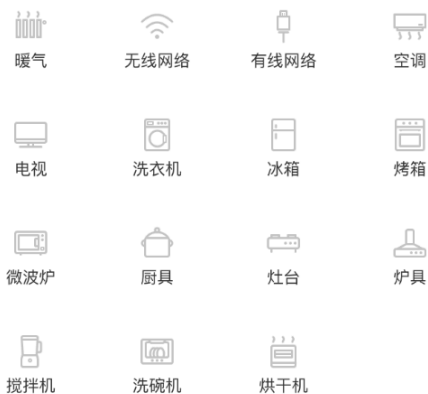 暖气 无线网络 有线网络 空调
电视 洗衣机 冰箱 烤箱
微波炉 厨具 灶台 炉具
搅拌机 洗碗机 烘干机